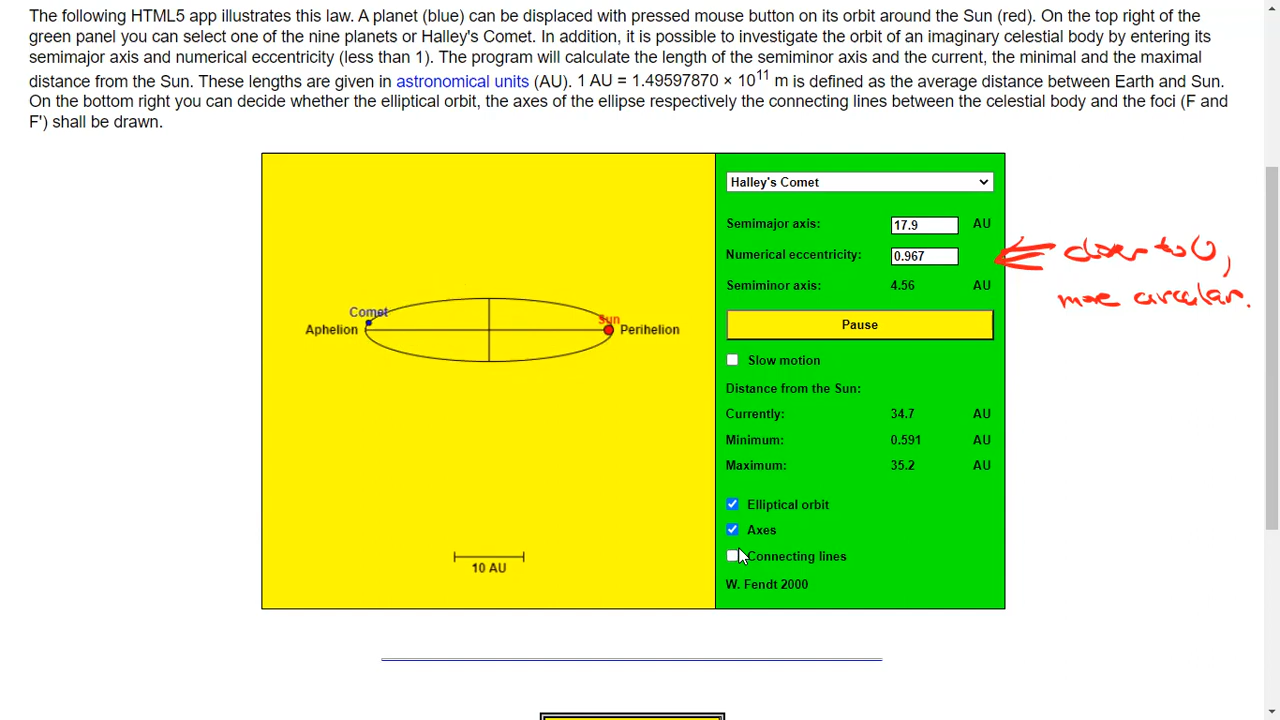 The following HTML5 app illustrates this law. A planet (blue) can be displaced with pressed mouse button on its orbit around the Sun (red). On the top right of the
green panel you can select one of the nine planets or Halley's Comet. In addition, it is possible to investigate the orbit of an imaginary celestial body by entering its
semimajor axis and numerical eccentricity (less than 1). The program will calculate the length of the semiminor axis and the current, the minimal and the maximal
distance from the Sun. These lengths are given in astronomical units (AU). 1 AU = 1.49597870 × 10¹¹ m is defined as the average distance between Earth and Sun.
On the bottom right you can decide whether the elliptical orbit, the axes of the ellipse respectively the connecting lines between the celestial body and the foci (F and
F') shall be drawn.
Halley's Comet
Semimajor axis: 17.9 AU
Numerical eccentricity: 0.967
closer to 0,
more circular.
Semiminor axis: 4.56 AU
Pause
Comet
Sun
Aphelion
Perihelion
Slow motion
Distance from the Sun:
Currently: 34.7 AU
Minimum: 0.591 AU
Maximum: 35.2 AU
Elliptical orbit
Axes
Connecting lines
10 AU
W. Fendt 2000